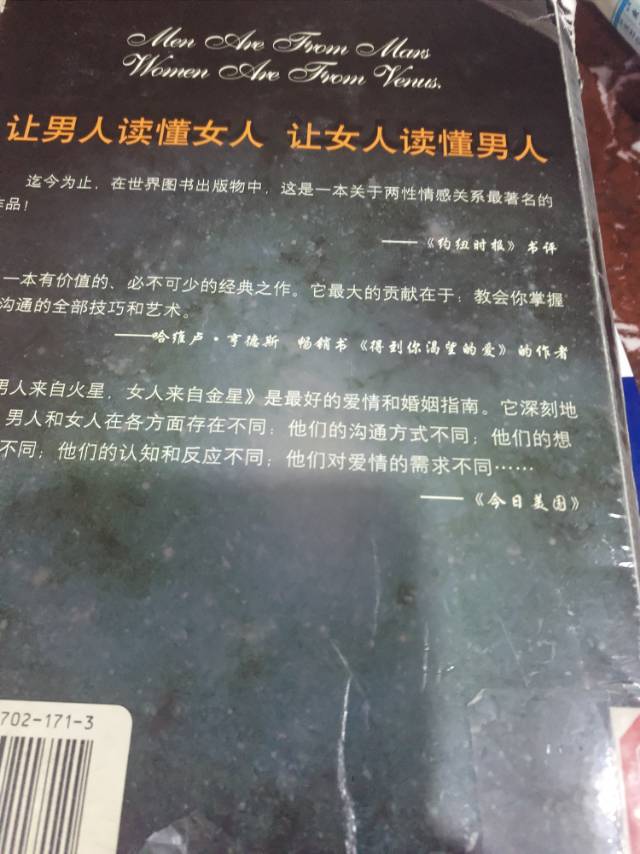 Men Are From Mars
Women Are From Venus.
让男人读懂女人 让女人读懂男人
迄今为止，在世界图书出版物中，这是一本关于两性情感关系最著名的
作品！
——《约纽时报》书评
一本有价值的、必不可少的经典之作。它最大的贡献在于：教会你掌握
沟通的全部技巧和艺术。
——哈维卢·亨德斯 畅销书《得到你渴望的爱》的作者
男人来自火星，女人来自金星》是最好的爱情和婚姻指南。它深刻地
男人和女人在各方面存在不同：他们的沟通方式不同；他们的想
不同；他们的认知和反应不同；他们对爱情的需求不同……
——《今日美国》
702-171-3